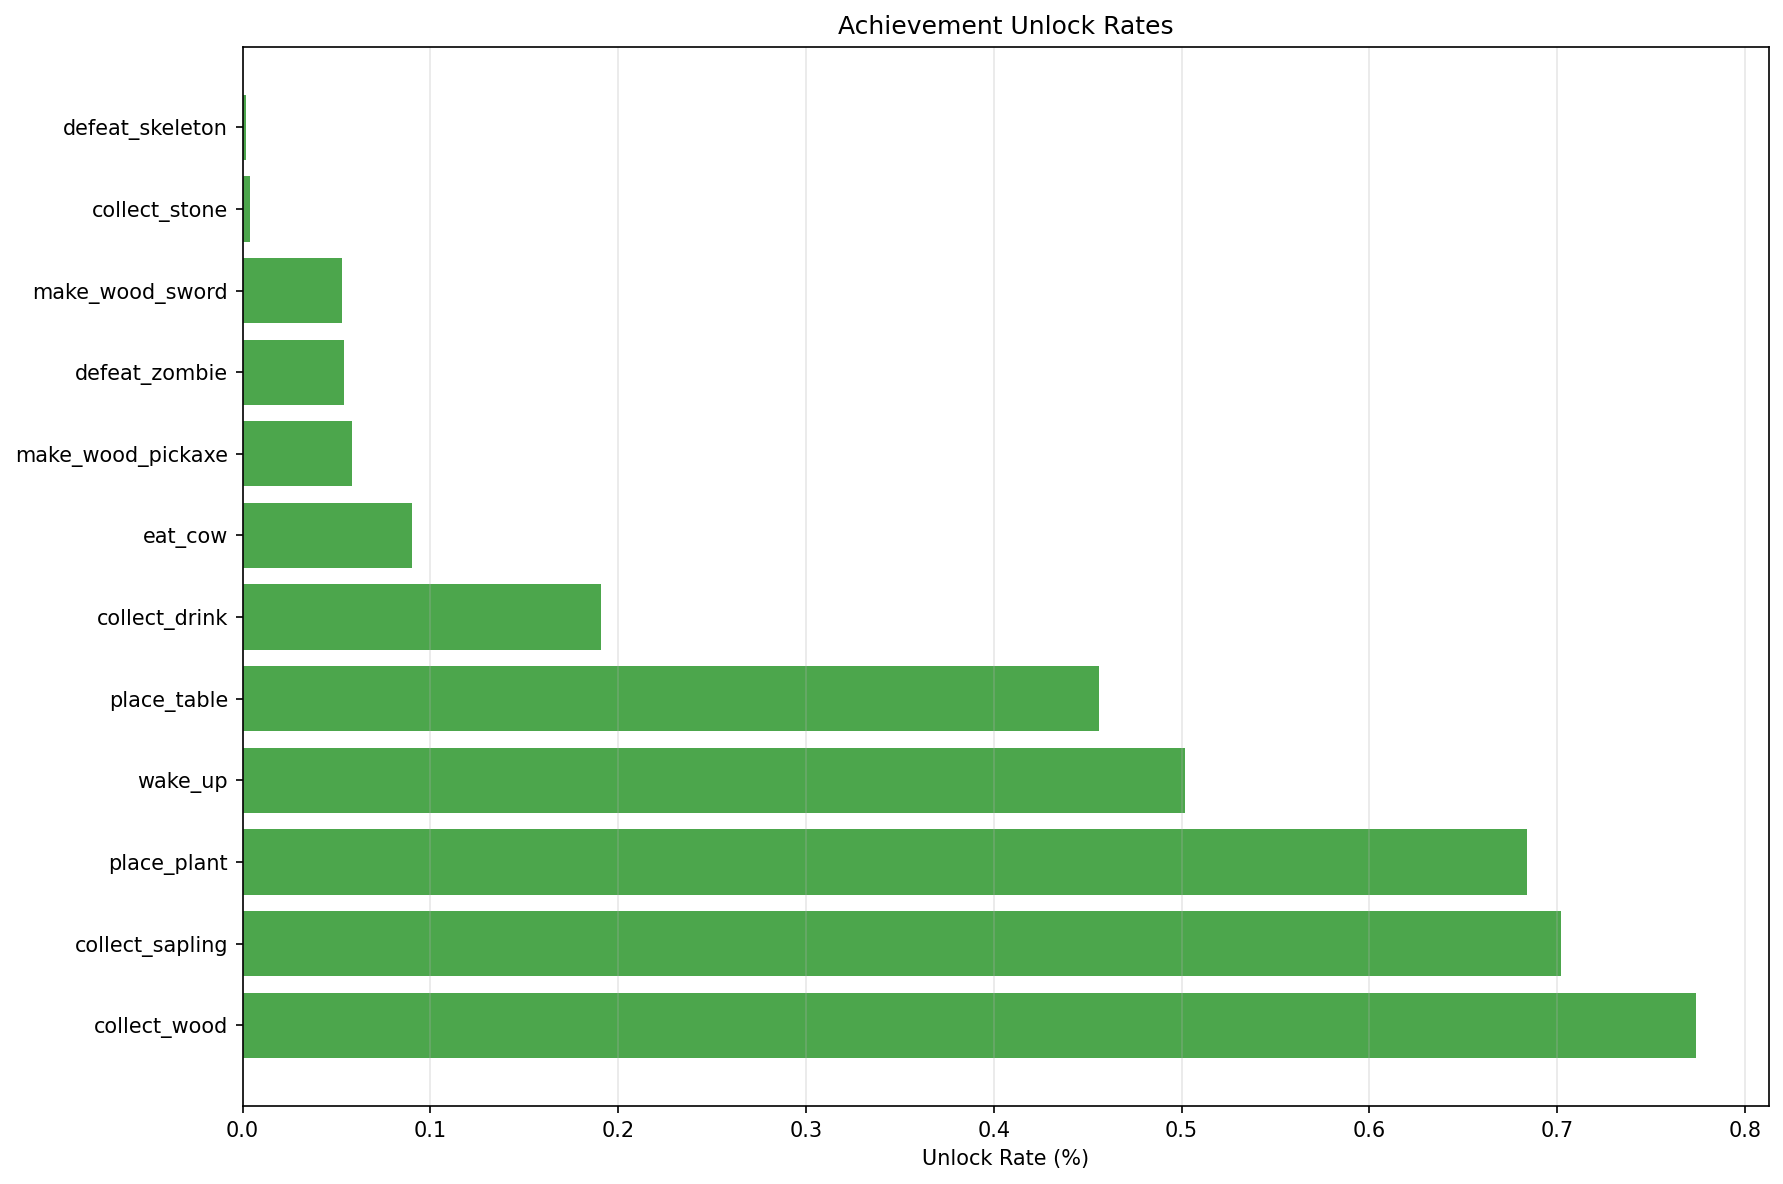 Achievement Unlock Rates
defeat_skeleton
collect_stone
make_wood_sword
defeat_zombie
make_wood_pickaxe
eat_cow
collect_drink
place_table
wake_up
place_plant
collect_sapling
collect_wood
0.0 0.1 0.2 0.3 0.4 0.5 0.6 0.7 0.8
Unlock Rate (%)